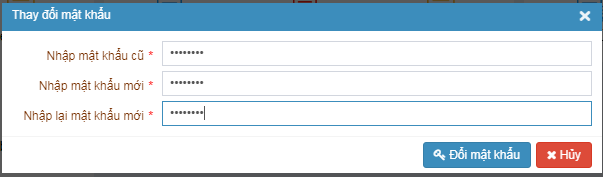 Thay đổi mật khẩu
Nhập mật khẩu cũ * ••••••••
Nhập mật khẩu mới * ••••••••
Nhập lại mật khẩu mới * ••••••••
Đổi mật khẩu Hủy